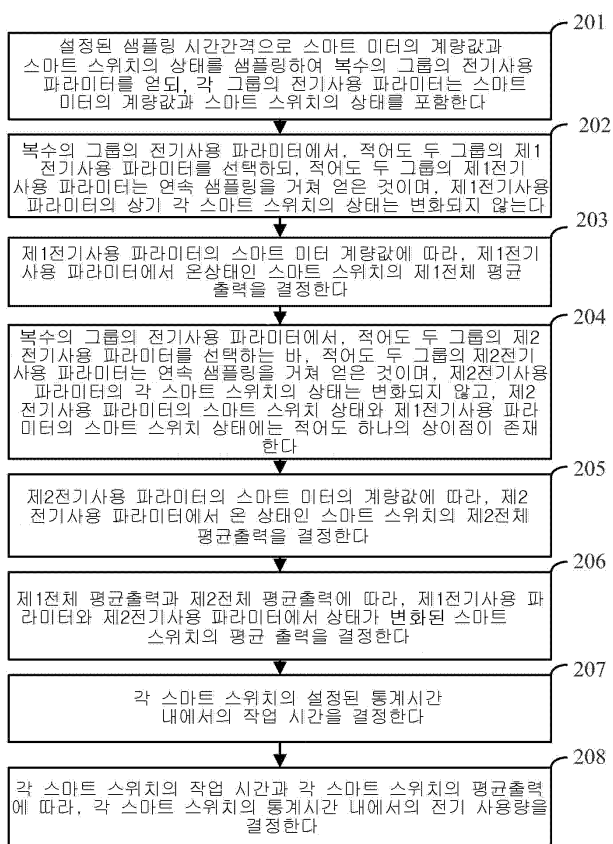 201
설정된 샘플링 시간간격으로 스마트 미터의 계량값과
스마트 스위치의 상태를 샘플링하여 복수의 그룹의 전기사용
파라미터를 얻되, 각 그룹의 전기사용 파라미터는 스마트
미터의 계량값과 스마트 스위치의 상태를 포함한다
202
복수의 그룹의 전기사용 파라미터에서, 적어도 두 그룹의 제1
전기사용 파라미터를 선택하되, 적어도 두 그룹의 제1전기
사용 파라미터는 연속 샘플링을 거쳐 얻은 것이며, 제1전기사용
파라미터의 상기 각 스마트 스위치의 상태는 변화되지 않는다
203
제1전기사용 파라미터의 스마트 미터 계량값에 따라, 제1전기
사용 파라미터에서 온상태인 스마트 스위치의 제1전체 평균
출력을 결정한다
204
복수의 그룹의 전기사용 파라미터에서, 적어도 두 그룹의 제2
전기사용 파라미터를 선택하는 바, 적어도 두 그룹의 제2전기
사용 파라미터는 연속 샘플링을 거쳐 얻은 것이며, 제2전기사용
파라미터의 각 스마트 스위치의 상태는 변화되지 않고, 제2
전기사용 파라미터의 스마트 스위치 상태와 제1전기사용 파라
미터의 스마트 스위치 상태에는 적어도 하나의 상이점이 존재
한다
205
제2전기사용 파라미터의 스마트 미터의 계량값에 따라, 제2
전기사용 파라미터에서 온 상태인 스마트 스위치의 제2전체
평균출력을 결정한다
206
제1전체 평균출력과 제2전체 평균출력에 따라, 제1전기사용 파
라미터와 제2전기사용 파라미터에서 상태가 변화된 스마트
스위치의 평균 출력을 결정한다
207
각 스마트 스위치의 설정된 통계시간
내에서의 작업 시간을 결정한다
208
각 스마트 스위치의 작업 시간과 각 스마트 스위치의 평균출력
에 따라, 각 스마트 스위치의 통계시간 내에서의 전기 사용량을
결정한다